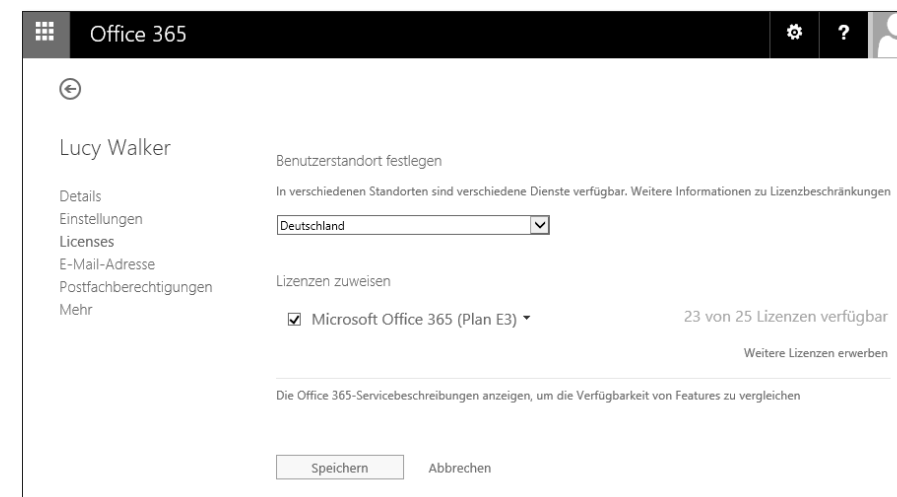 Office 365
?
Lucy Walker
Details
Einstellungen
Licenses
E-Mail-Adresse
Postfachberechtigungen
Mehr
Benutzerstandort festlegen
In verschiedenen Standorten sind verschiedene Dienste verfügbar. Weitere Informationen zu Lizenzbeschränkungen
Deutschland
Lizenzen zuweisen
Microsoft Office 365 (Plan E3)
23 von 25 Lizenzen verfügbar
Weitere Lizenzen erwerben
Die Office 365-Servicebeschreibungen anzeigen, um die Verfügbarkeit von Features zu vergleichen
Speichern
Abbrechen